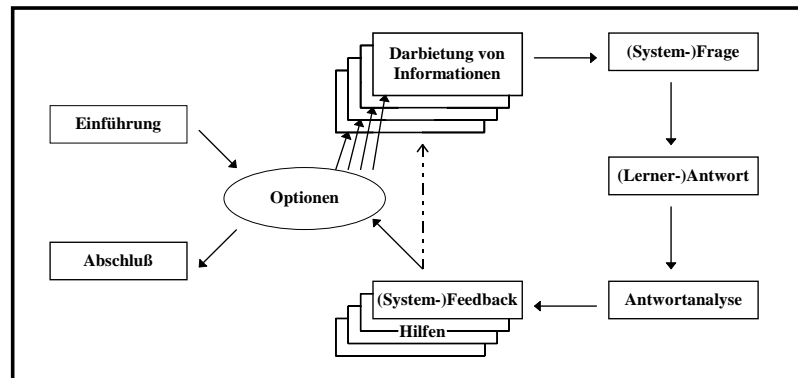 Darbietung von
Informationen
(System-)Frage
Einführung
(Lerner-)Antwort
Optionen
Abschluß
(System-)Feedback
Antwortanalyse
Hilfen